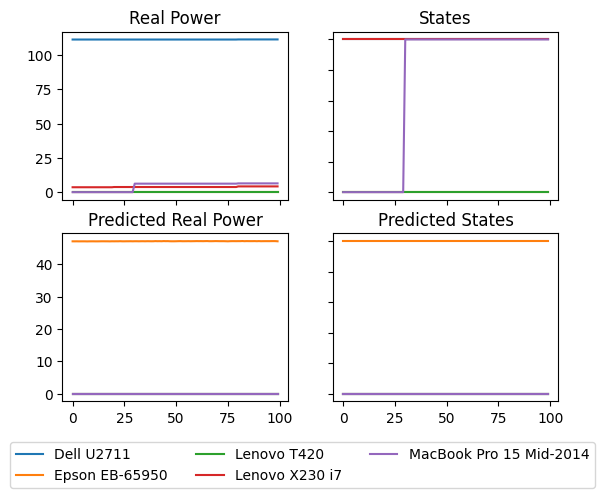 Real Power
States
100
75
50
25
0
Predicted Real Power
Predicted States
40
30
20
10
0
0 25 50 75 100
0 25 50 75 100
Dell U2711
Lenovo T420
MacBook Pro 15 Mid-2014
Epson EB-65950
Lenovo X230 i7